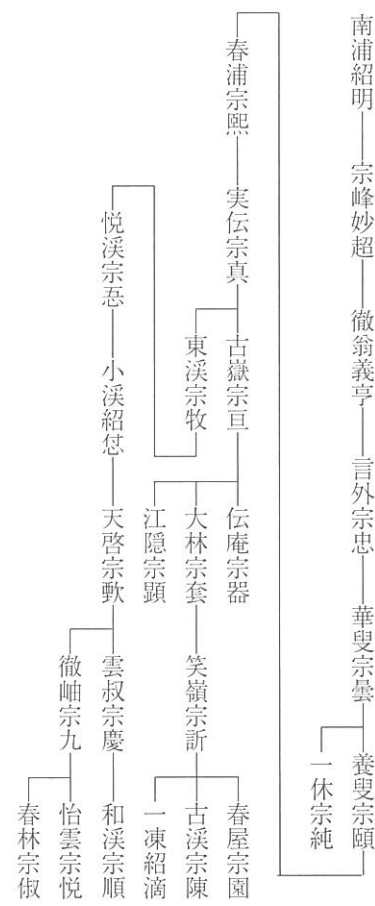 南浦紹明
宗峰妙超
徹翁義亨
言外宗忠
華叟宗曇
養叟宗頤
一休宗純
春浦宗熙
実伝宗真
古嶽宗亘
東渓宗牧
伝庵宗器
大林宗套
江隠宗顕
笑嶺宗訢
春屋宗園
古渓宗陳
一凍紹滴
悦渓宗忢
小渓紹怤
天啓宗歅
雲叔宗慶
徹岫宗九
和渓宗順
怡雲宗悦
春林宗俶